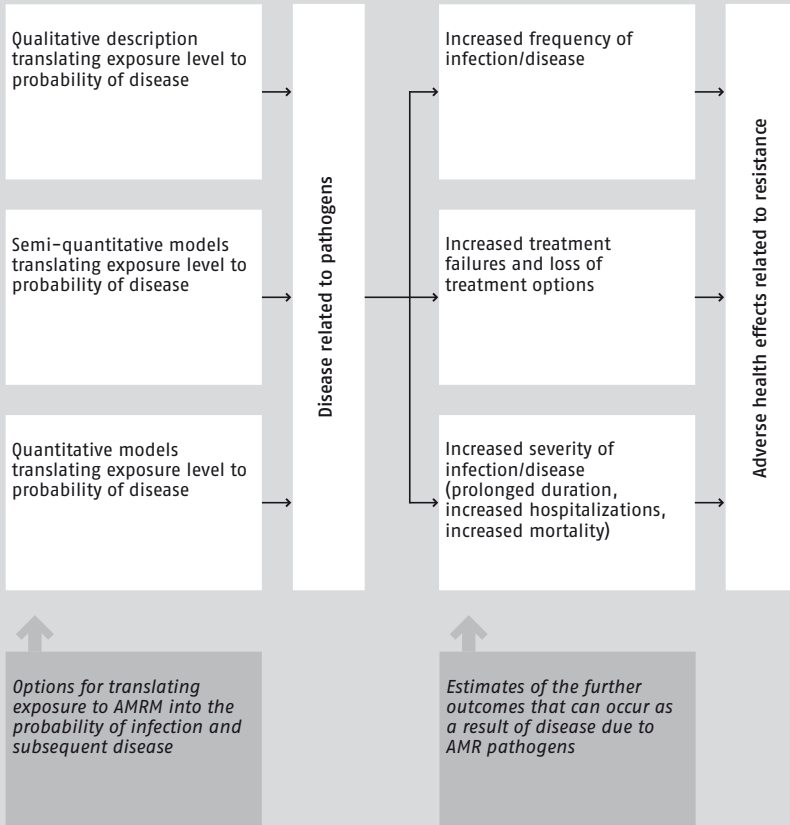 Qualitative description
translating exposure level to
probability of disease
Semi-quantitative models
translating exposure level to
probability of disease
Quantitative models
translating exposure level to
probability of disease
Disease related to pathogens
Increased frequency of
infection/disease
Increased treatment
failures and loss of
treatment options
Increased severity of
infection/disease
(prolonged duration,
increased hospitalizations,
increased mortality)
Adverse health effects related to resistance
Options for translating
exposure to AMRM into the
probability of infection and
subsequent disease
Estimates of the further
outcomes that can occur as
a result of disease due to
AMR pathogens